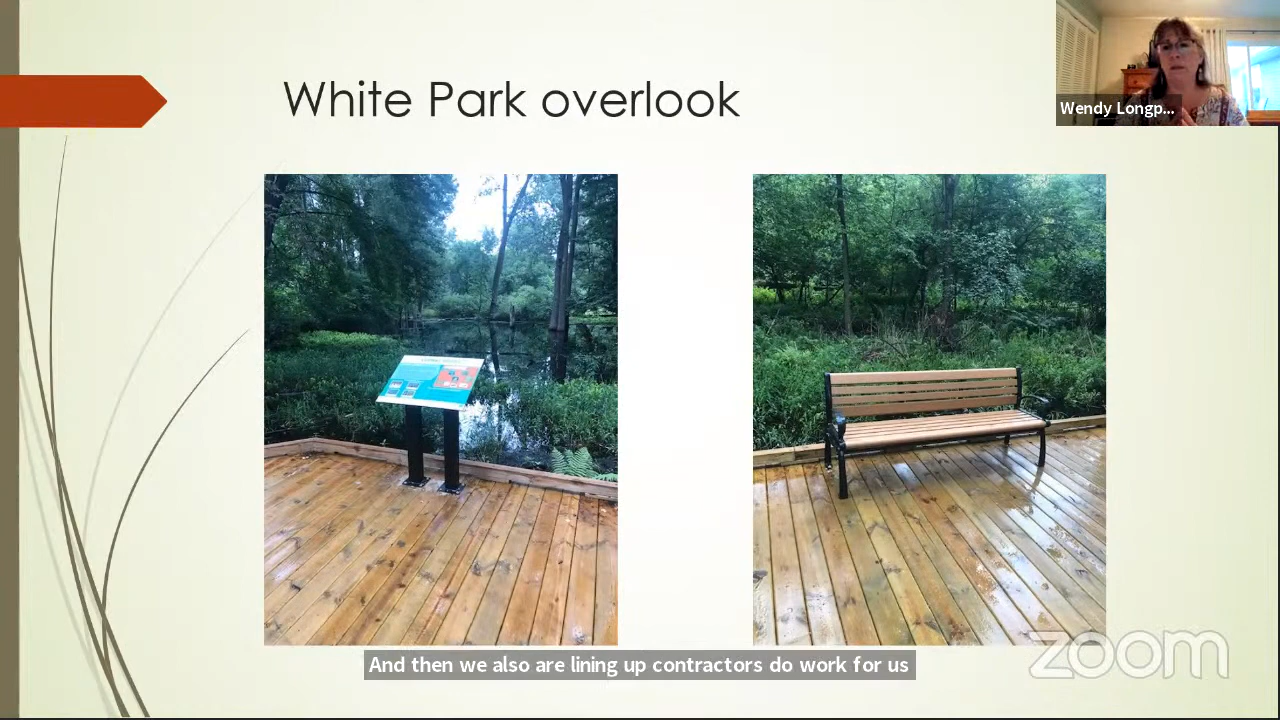 White Park overlook
Wendy Longp...
And then we also are lining up contractors do work for us
zoom